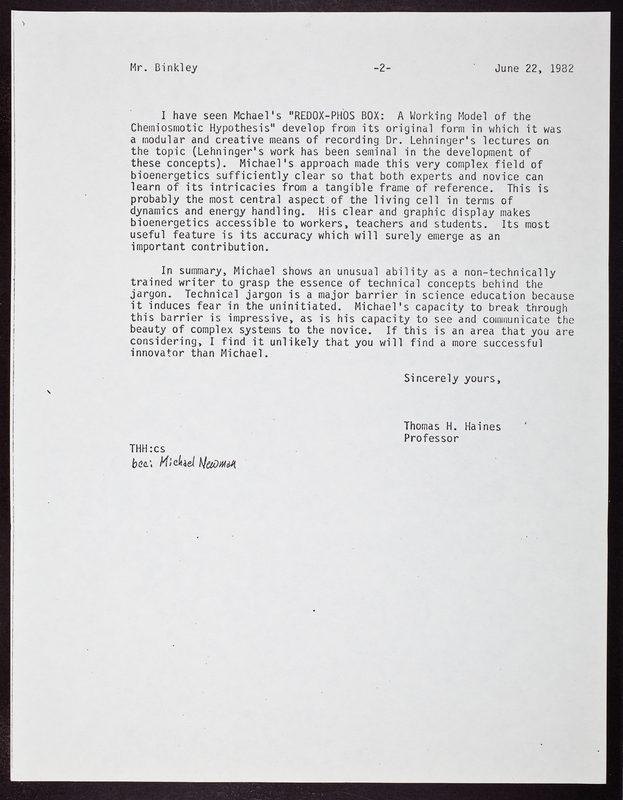 Mr. Binkley -2- June 22, 1982
I have seen Mchael's "REDOX-PHOS BOX: A Working Model of the
Chemiosmotic Hypothesis" develop from its original form in which it was
a modular and creative means of recording Dr. Lehninger's lectures on
the topic (Lehninger's work has been seminal in the development of
these concepts). Michael's approach made this very complex field of
bioenergetics sufficiently clear so that both experts and novice can
learn of its intricacies from a tangible frame of reference. This is
probably the most central aspect of the living cell in terms of
dynamics and energy handling. His clear and graphic display makes
bioenergetics accessible to workers, teachers and students. Its most
useful feature is its accuracy which will surely emerge as an
important contribution.
In summary, Michael shows an unusual ability as a non-technically
trained writer to grasp the essence of technical concepts behind the
jargon. Technical jargon is a major barrier in science education because
it induces fear in the uninitiated. Michael's capacity to break through
this barrier is impressive, as is his capacity to see and communicate the
beauty of complex systems to the novice. If this is an area that you are
considering, I find it unlikely that you will find a more successful
innovator than Michael.
Sincerely yours,
Thomas H. Haines
Professor
THH:cs
bcc: Michael Newman